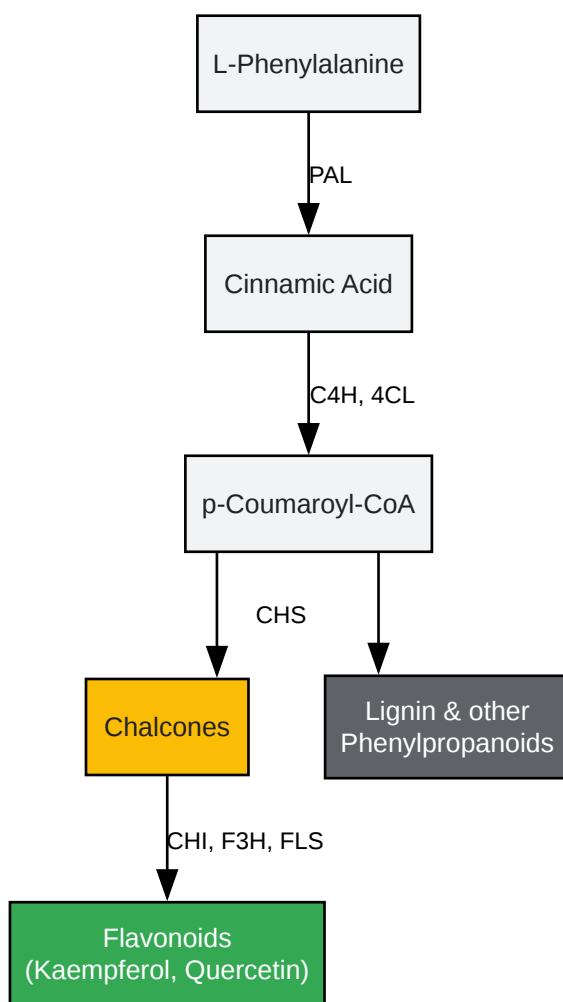 L-Phenylalanine
PAL
Cinnamic Acid
C4H, 4CL
p-Coumaroyl-CoA
CHS
Chalcones
Lignin & other
Phenylpropanoids
CHI, F3H, FLS
Flavonoids
(Kaempferol, Quercetin)